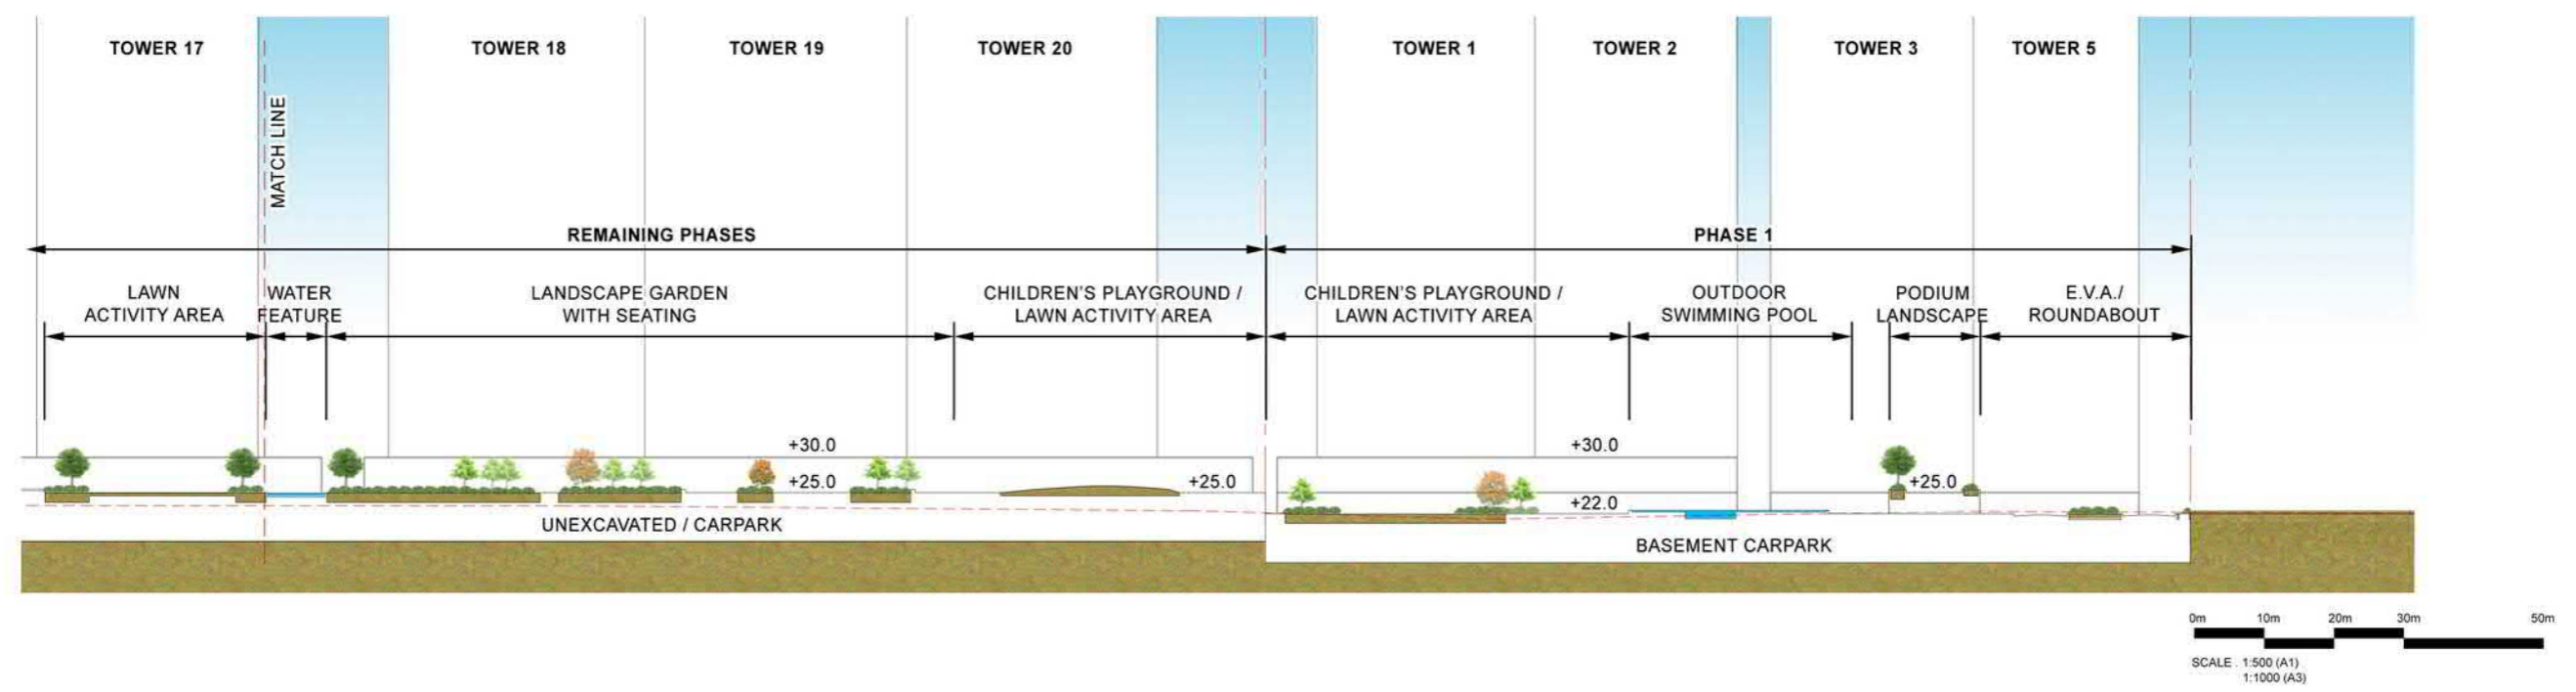 TOWER 17
TOWER 18
TOWER 19
TOWER 20
TOWER 1
TOWER 2
TOWER 3
TOWER 5
MATCH LINE
REMAINING PHASES
PHASE 1
LAWN
ACTIVITY AREA
WATER
FEATURE
LANDSCAPE GARDEN
WITH SEATING
CHILDREN'S PLAYGROUND /
LAWN ACTIVITY AREA
CHILDREN'S PLAYGROUND /
LAWN ACTIVITY AREA
OUTDOOR
SWIMMING POOL
PODIUM
LANDSCAPE
E.V.A./
ROUNDABOUT
+30.0
+25.0
+25.0
+30.0
+22.0
+25.0
UNEXCAVATED / CARPARK
BASEMENT CARPARK
0m 10m 20m 30m 50m
SCALE . 1:500 (A1)
1:1000 (A3)